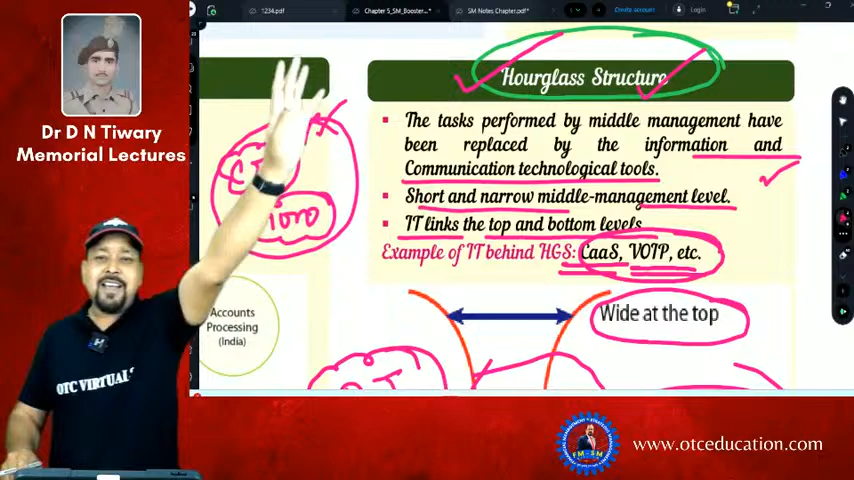 1234.pdf
Chapter 5_SM_Booster...*
SM Notes Chapter.pdf*
Create account
Login
Dr D N Tiwary
Memorial Lectures
Hourglass Structure
▪ The tasks performed by middle management have
been replaced by the information and
Communication technological tools.
▪ Short and narrow middle-management level.
▪ IT links the top and bottom levels.
Example of IT behind HGS: CaaS, VOIP, etc.
Wide at the top
Accounts
Processing
(India)
OTC VIRTUAL
FM-SM
www.otceducation.com